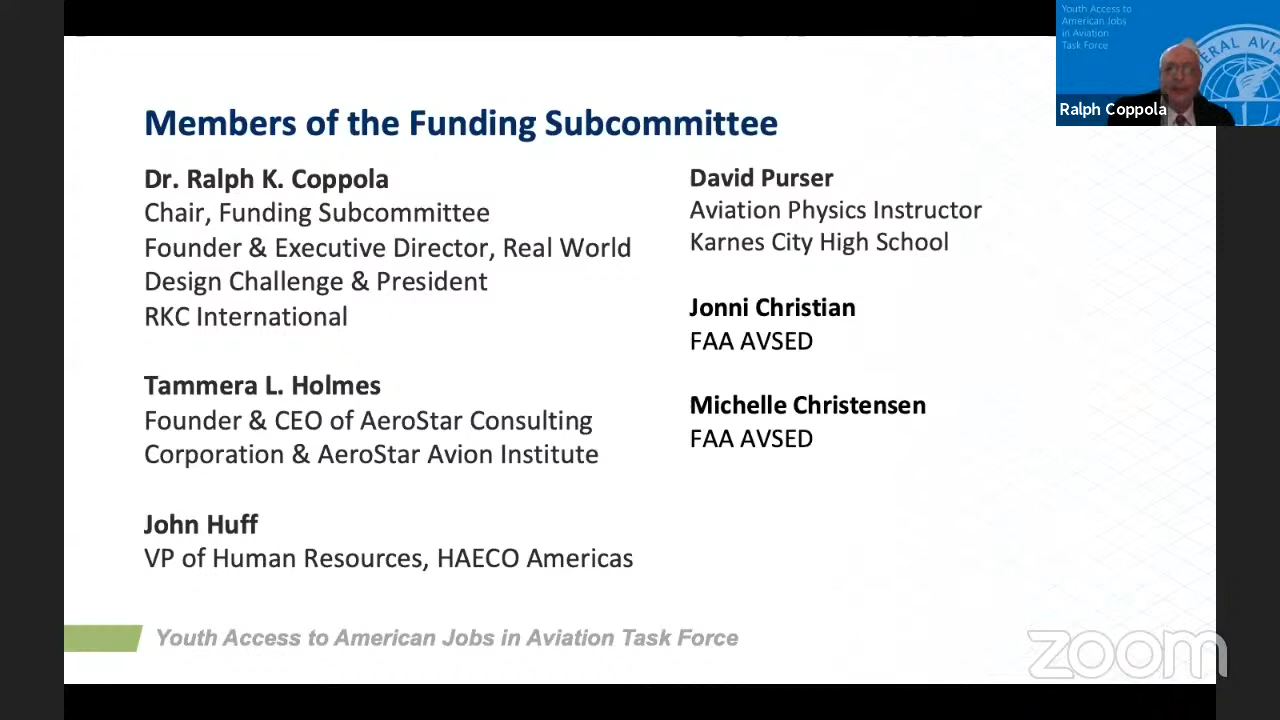 Youth Access to
American Jobs
in Aviation
Task Force
ERAL AVIA
Ralph Coppola
Members of the Funding Subcommittee
Dr. Ralph K. Coppola
Chair, Funding Subcommittee
Founder & Executive Director, Real World
Design Challenge & President
RKC International
Tammera L. Holmes
Founder & CEO of AeroStar Consulting
Corporation & AeroStar Avion Institute
John Huff
VP of Human Resources, HAECO Americas
David Purser
Aviation Physics Instructor
Karnes City High School
Jonni Christian
FAA AVSED
Michelle Christensen
FAA AVSED
Youth Access to American Jobs in Aviation Task Force
zoom